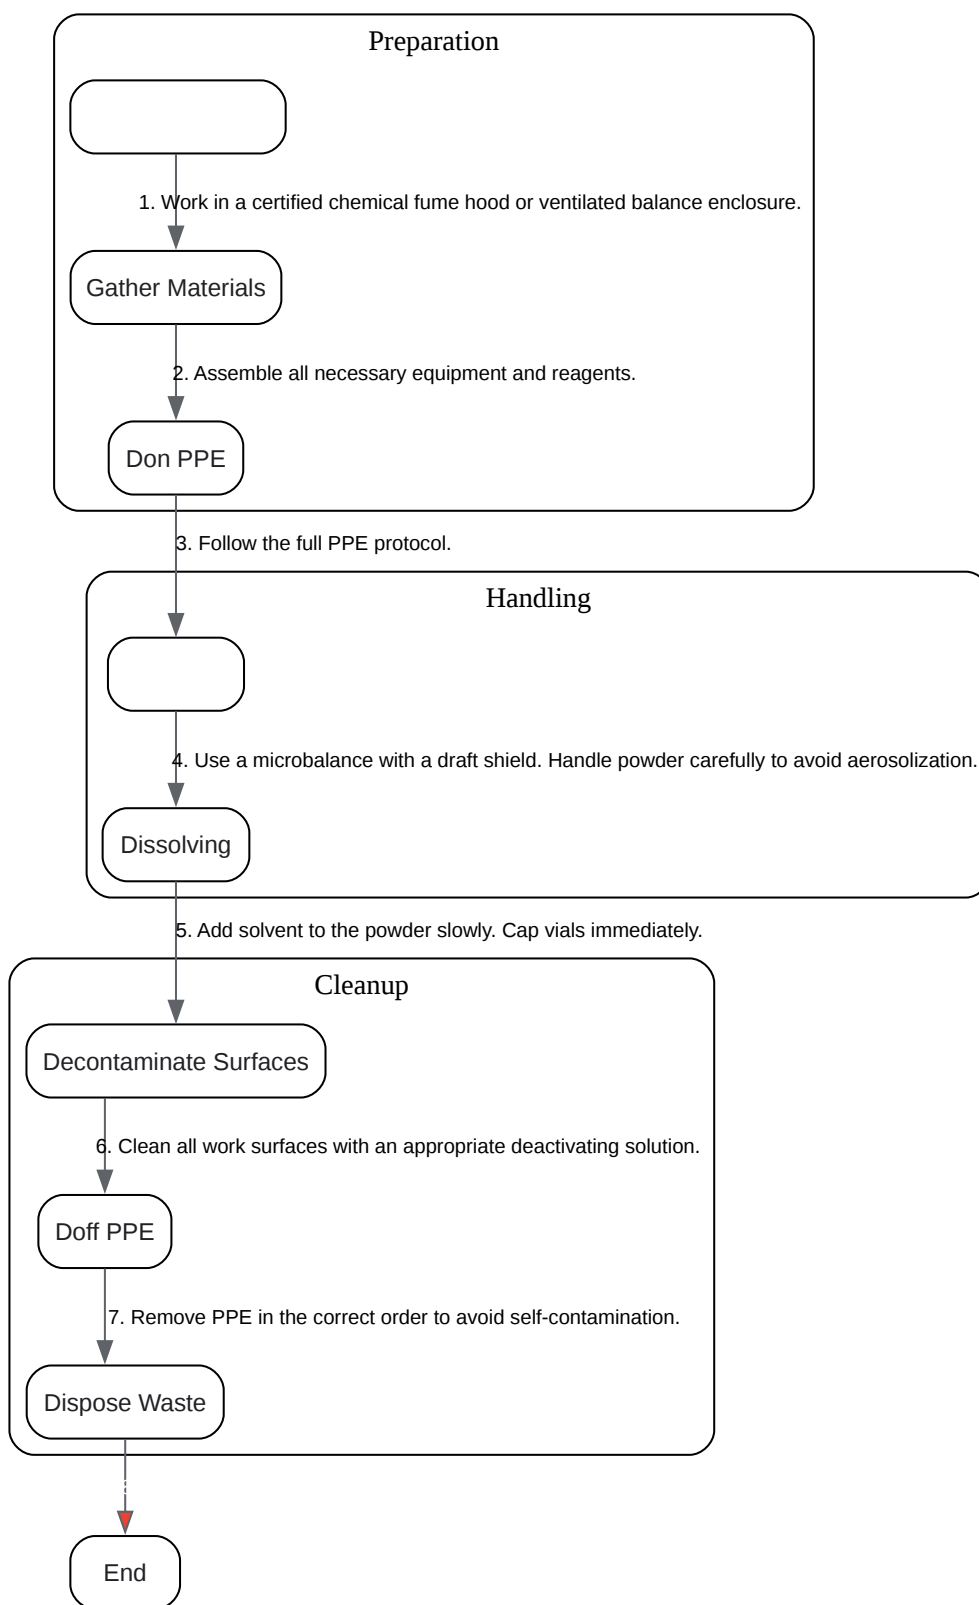 Preparation
1. Work in a certified chemical fume hood or ventilated balance enclosure.
Gather Materials
2. Assemble all necessary equipment and reagents.
Don PPE
3. Follow the full PPE protocol.
Handling
4. Use a microbalance with a draft shield. Handle powder carefully to avoid aerosolization.
Dissolving
5. Add solvent to the powder slowly. Cap vials immediately.
Cleanup
Decontaminate Surfaces
6. Clean all work surfaces with an appropriate deactivating solution.
Doff PPE
7. Remove PPE in the correct order to avoid self-contamination.
Dispose Waste
End